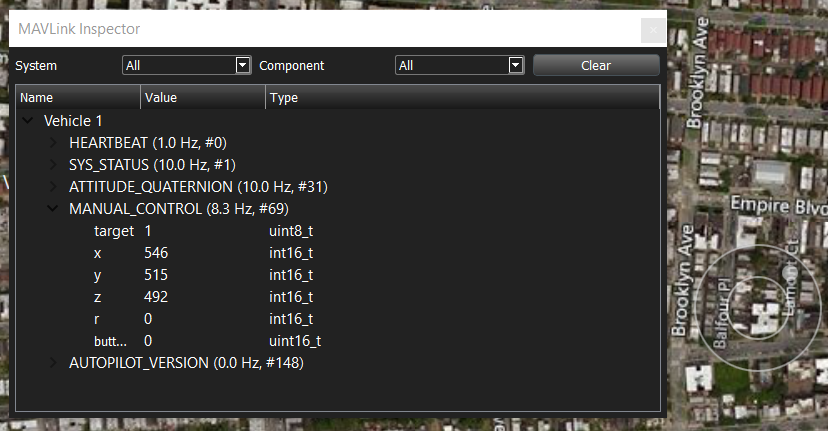 MAVLink Inspector
System All Component All Clear
Name Value Type
Vehicle 1
HEARTBEAT (1.0 Hz, #0)
SYS_STATUS (10.0 Hz, #1)
ATTITUDE_QUATERNION (10.0 Hz, #31)
MANUAL_CONTROL (8.3 Hz, #69)
target 1 uint8_t
x 546 int16_t
y 515 int16_t
z 492 int16_t
r 0 int16_t
butt... 0 uint16_t
AUTOPILOT_VERSION (0.0 Hz, #148)
Brooklyn Ave
Empire Blvd
Brooklyn Ave
Balfour Pl
Lamont Ct